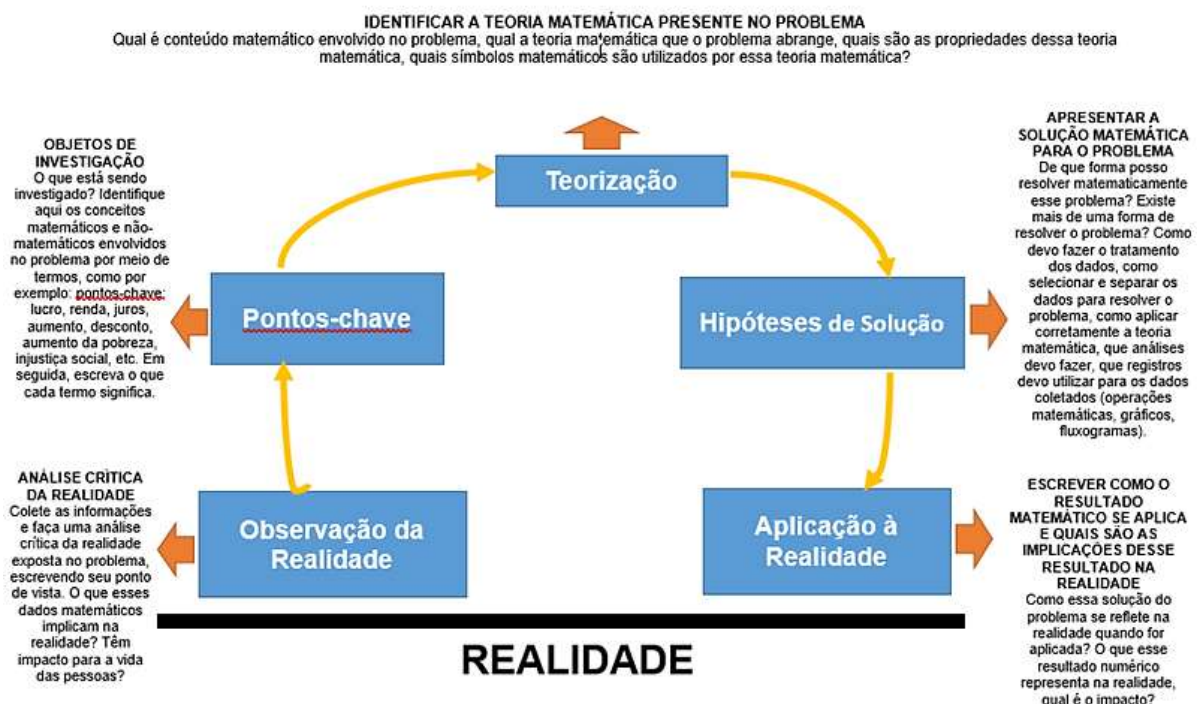 IDENTIFICAR A TEORIA MATEMÁTICA PRESENTE NO PROBLEMA
Qual é conteúdo matemático envolvido no problema, qual a teoria matemática que o problema abrange, quais são as propriedades dessa teoria
matemática, quais símbolos matemáticos são utilizados por essa teoria matemática?
Teorização
OBJETOS DE
INVESTIGAÇÃO
O que está sendo
investigado? Identifique
aqui os conceitos
matemáticos e não-
matemáticos envolvidos
no problema por meio de
termos, como por
exemplo: pontos-chave:
lucro, renda, juros,
aumento, desconto,
aumento da pobreza,
injustiça social, etc. Em
seguida, escreva o que
cada termo significa.
Pontos-chave
Hipóteses de Solução
APRESENTAR A
SOLUÇÃO MATEMÁTICA
PARA O PROBLEMA
De que forma posso
resolver matematicamente
esse problema? Existe
mais de uma forma de
resolver o problema? Como
devo fazer o tratamento
dos dados, como
selecionar e separar os
dados para resolver o
problema, como aplicar
corretamente a teoria
matemática, que análises
devo fazer, que registros
devo utilizar para os dados
coletados (operações
matemáticas, gráficos,
fluxogramas).
ANÁLISE CRÍTICA
DA REALIDADE
Colete as informações
e faça uma análise
crítica da realidade
exposta no problema,
escrevendo seu ponto
de vista. O que esses
dados matemáticos
implicam na
realidade? Têm
impacto para a vida
das pessoas?
Observação da
Realidade
Aplicação à
Realidade
ESCREVER COMO O
RESULTADO
MATEMÁTICO SE APLICA
E QUAIS SÃO AS
IMPLICAÇÕES DESSE
RESULTADO NA
REALIDADE
Como essa solução do
problema se reflete na
realidade quando for
aplicada? O que esse
resultado numérico
representa na realidade,
qual é o impacto?
REALIDADE